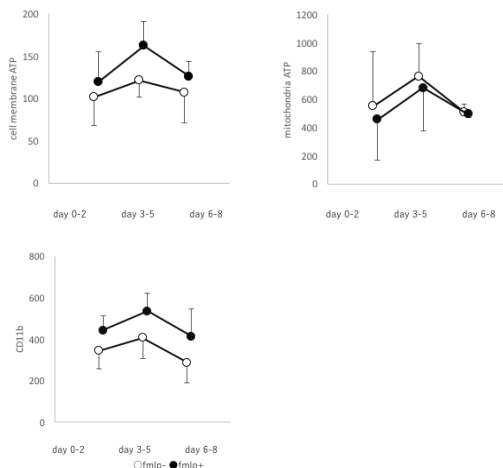 200
150
100
50
0
cell membrane ATP
day 0-2 day 3-5 day 6-8
1200
1000
800
600
400
200
0
mitochondria ATP
day 0-2 day 3-5 day 6-8
800
600
400
200
0
CD11b
day 0-2 day 3-5 day 6-8
fmlp- fmlp+